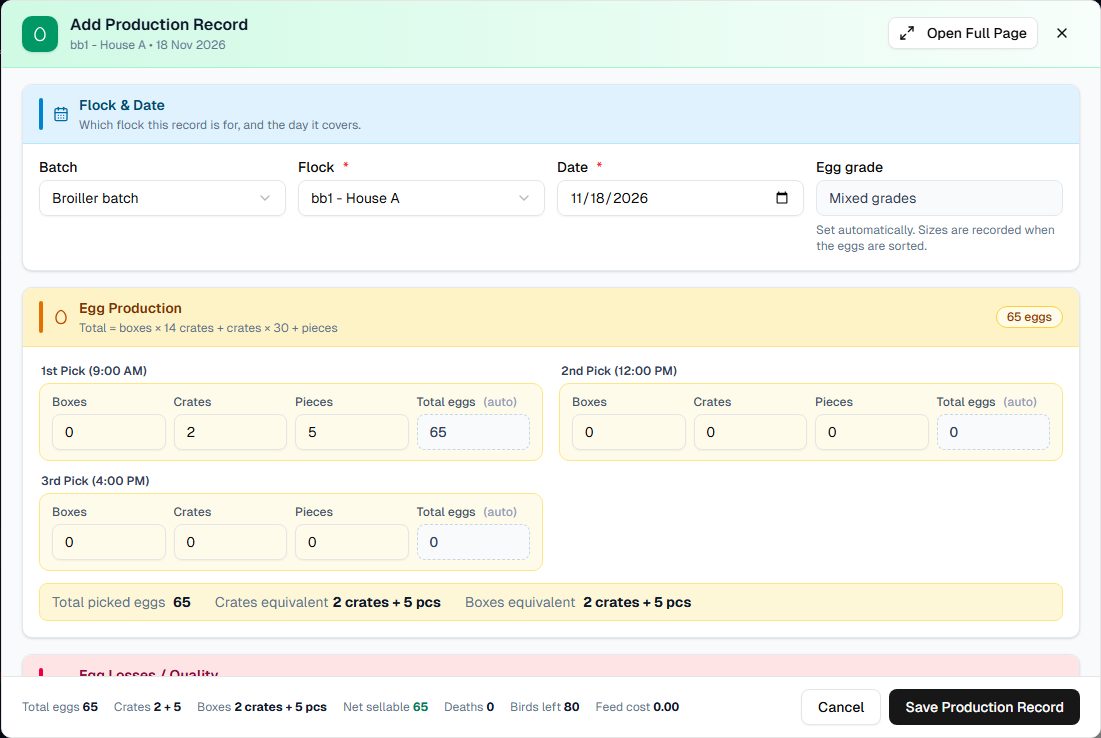 Add Production Record
bb1 - House A • 18 Nov 2026
Open Full Page
Flock & Date
Which flock this record is for, and the day it covers.
Batch
Flock *
Date *
Egg grade
Broiller batch
bb1 - House A
11/18/2026
Mixed grades
Set automatically. Sizes are recorded when
the eggs are sorted.
Egg Production
Total = boxes × 14 crates + crates × 30 + pieces
65 eggs
1st Pick (9:00 AM)
Boxes Crates Pieces Total eggs (auto)
0 2 5 65
2nd Pick (12:00 PM)
Boxes Crates Pieces Total eggs (auto)
0 0 0 0
3rd Pick (4:00 PM)
Boxes Crates Pieces Total eggs (auto)
0 0 0 0
Total picked eggs 65 Crates equivalent 2 crates + 5 pcs Boxes equivalent 2 crates + 5 pcs
Egg Losses / Quality
Total eggs 65 Crates 2 + 5 Boxes 2 crates + 5 pcs Net sellable 65 Deaths 0 Birds left 80 Feed cost 0.00
Cancel
Save Production Record